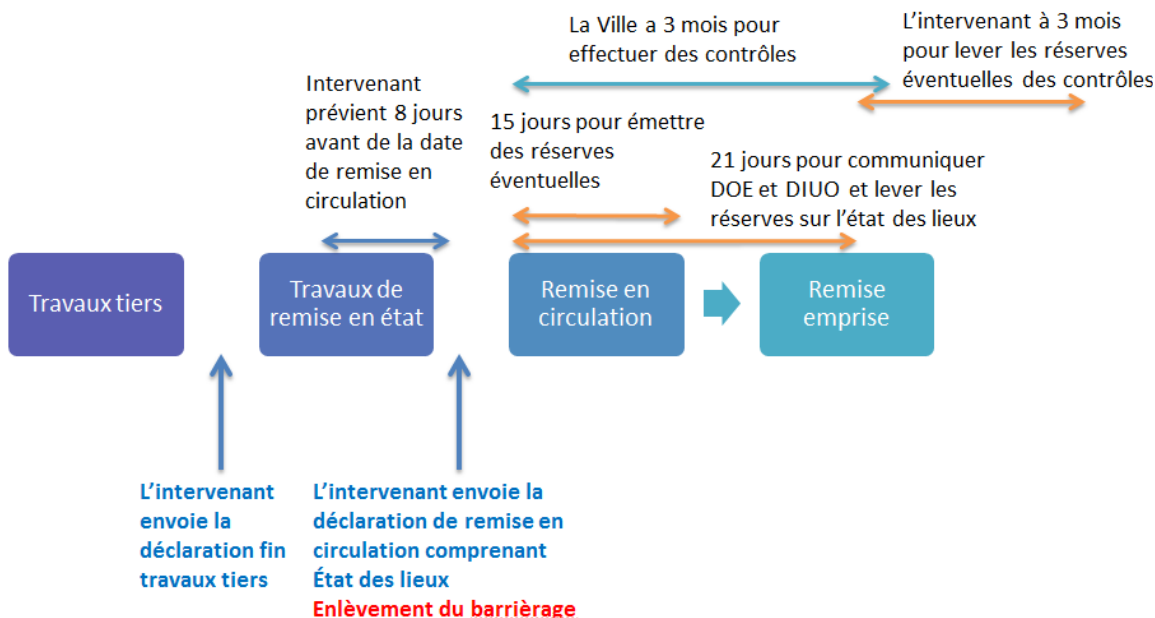 La Ville a 3 mois pour
effectuer des contrôles
L'intervenant à 3 mois
pour lever les réserves
éventuelles des contrôles
Intervenant
prévient 8 jours
avant de la date
de remise en
circulation
15 jours pour émettre
des réserves
éventuelles
21 jours pour communiquer
DOE et DIUO et lever les
réserves sur l'état des lieux
Travaux tiers
Travaux de
remise en état
Remise en
circulation
Remise
emprise
L'intervenant
envoie la
déclaration fin
travaux tiers
L'intervenant envoie la
déclaration de remise en
circulation comprenant
État des lieux
Enlèvement du barrièrage